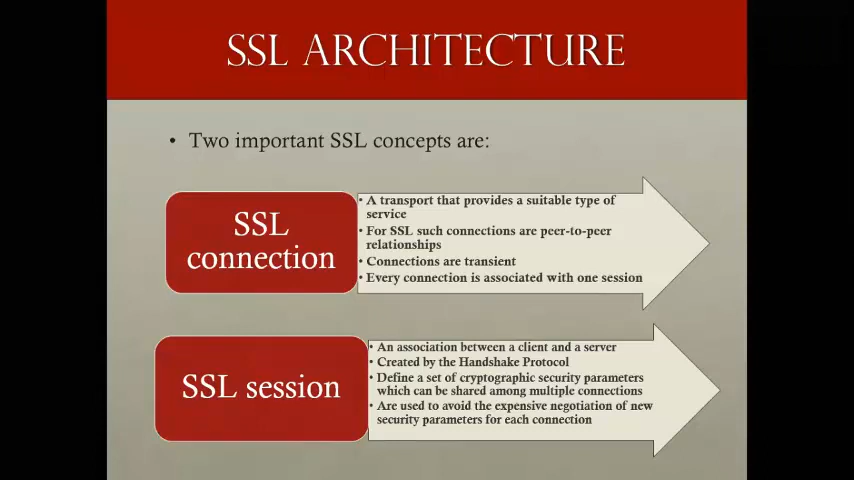 SSL ARCHITECTURE
• Two important SSL concepts are:
SSL
connection
• A transport that provides a suitable type of
service
• For SSL such connections are peer-to-peer
relationships
• Connections are transient
• Every connection is associated with one session
SSL session
• An association between a client and a server
• Created by the Handshake Protocol
• Define a set of cryptographic security parameters
which can be shared among multiple connections
• Are used to avoid the expensive negotiation of new
security parameters for each connection